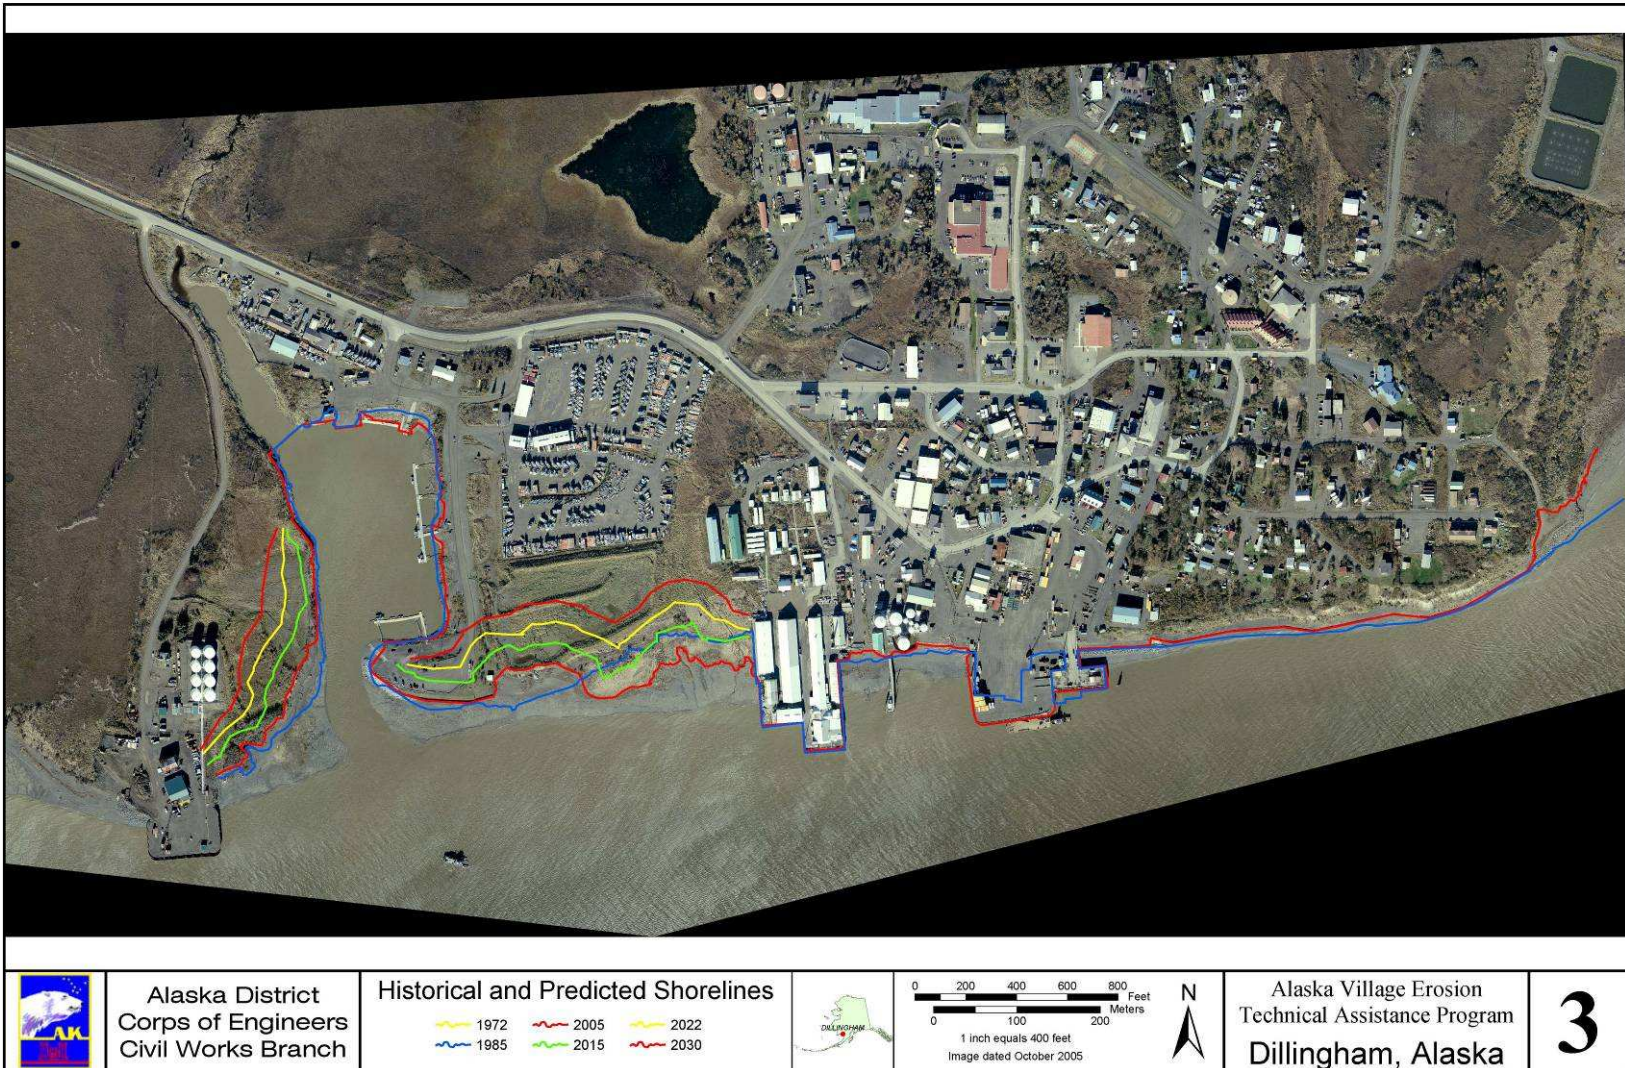 AK
Alaska District
Corps of Engineers
Civil Works Branch
Historical and Predicted Shorelines
1972 2005 2022
1985 2015 2030
DILLINGHAM
0 200 400 600 800 Feet
0 100 200 Meters
1 inch equals 400 feet
Image dated October 2005
N
Alaska Village Erosion
Technical Assistance Program
Dillingham, Alaska
3